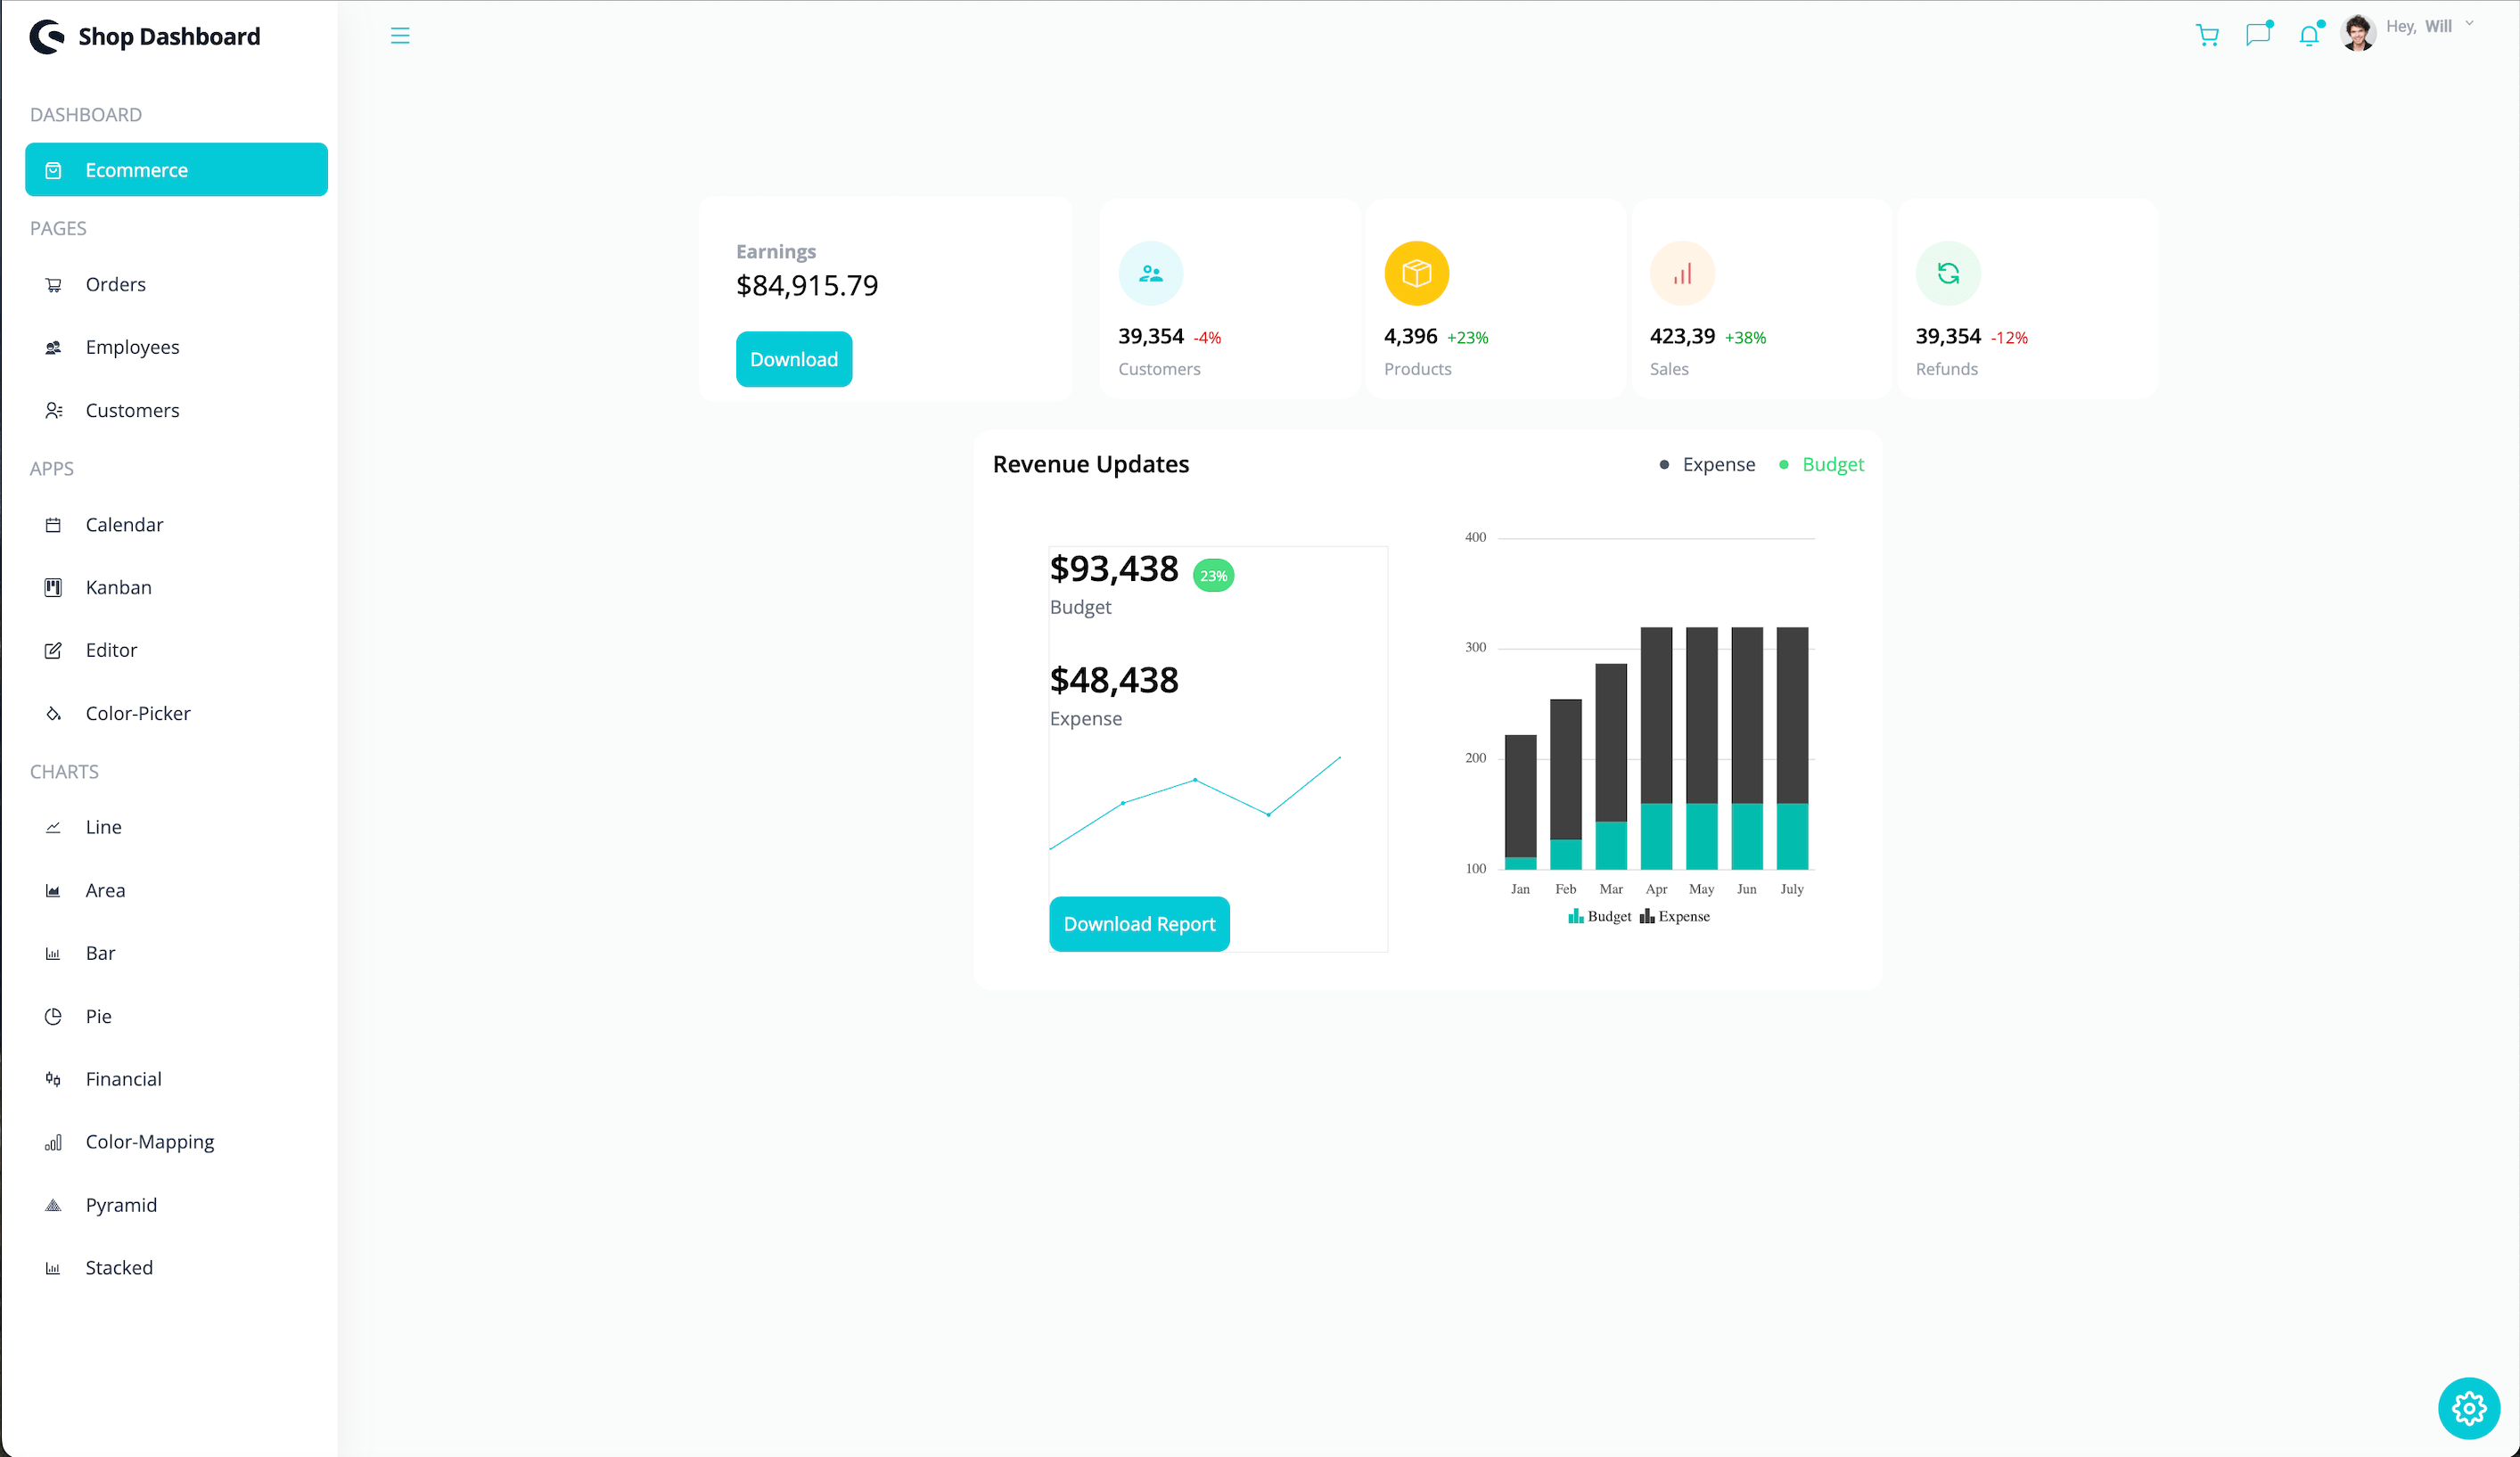 Shop Dashboard
Hey, Will
DASHBOARD
Ecommerce
PAGES
Orders
Employees
Customers
APPS
Calendar
Kanban
Editor
Color-Picker
CHARTS
Line
Area
Bar
Pie
Financial
Color-Mapping
Pyramid
Stacked
Earnings
$84,915.79
Download
39,354 -4%
Customers
4,396 +23%
Products
423,39 +38%
Sales
39,354 -12%
Refunds
Revenue Updates
Expense Budget
$93,438 23%
Budget
$48,438
Expense
Download Report
400
300
200
100
Jan Feb Mar Apr May Jun July
Budget Expense